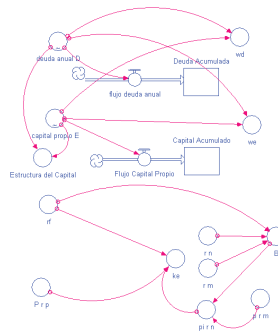 deuda anual D
wd
Deuda Acumulada
flujo deuda anual
capital propio E
we
Capital Acumulado
Estructura del Capital
Flujo Capital Propio
rf
r n
B
ke
r m
P r p
pi r n
p r m